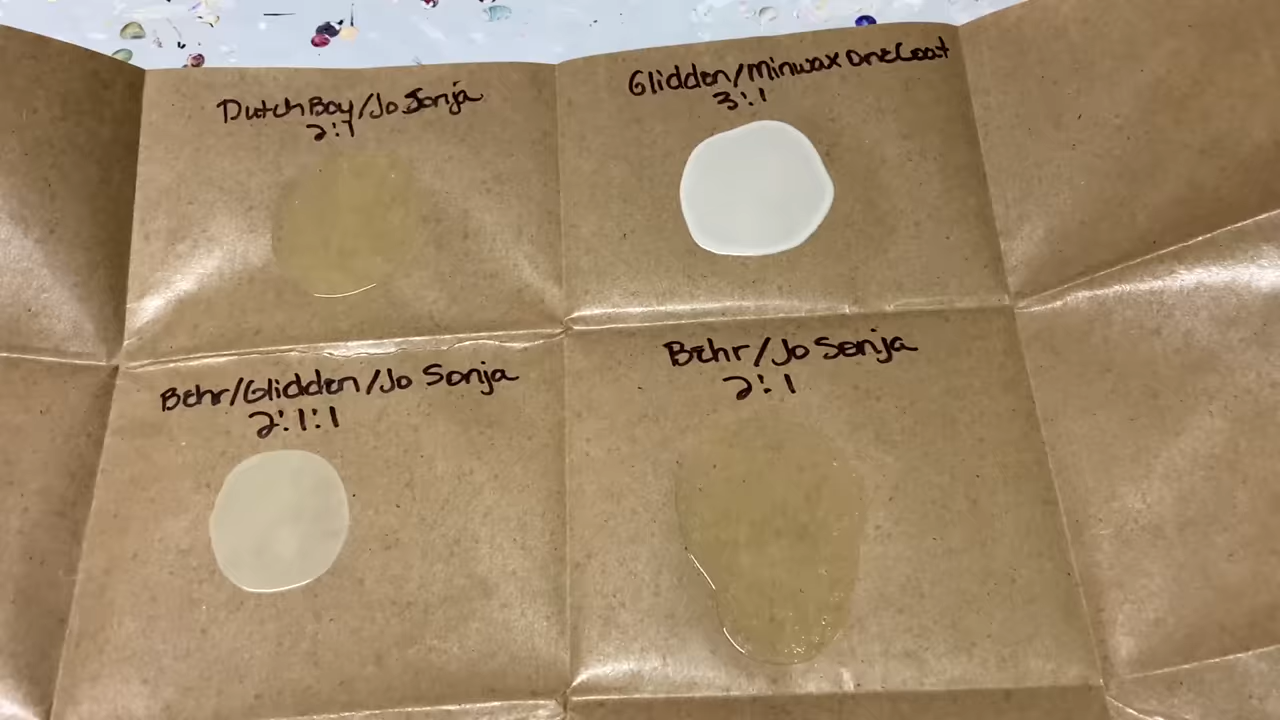 Dutch Boy/Jo Sonja
2:1
Glidden/Minwax One Coat
3:1
Behr/Glidden/Jo Sonja
2:1:1
Behr/Jo Sonja
2:1